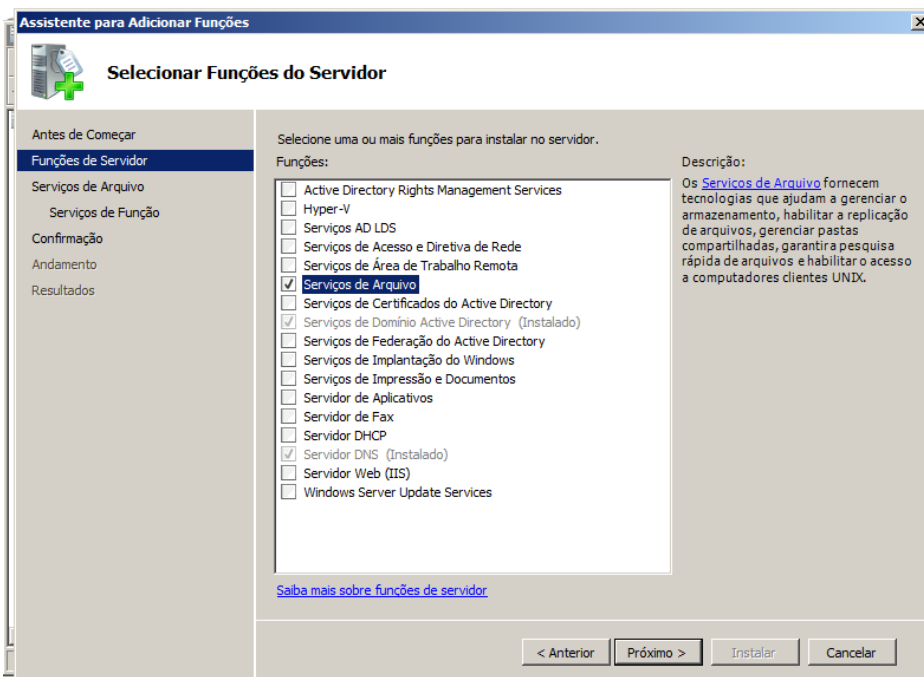 Assistente para Adicionar Funções
Selecionar Funções do Servidor
Antes de Começar
Funções de Servidor
Serviços de Arquivo
Serviços de Função
Confirmação
Andamento
Resultados
Selecione uma ou mais funções para instalar no servidor.
Funções:
Active Directory Rights Management Services
Hyper-V
Serviços AD LDS
Serviços de Acesso e Diretiva de Rede
Serviços de Área de Trabalho Remota
Serviços de Arquivo
Serviços de Certificados do Active Directory
Serviços de Domínio Active Directory (Instalado)
Serviços de Federação do Active Directory
Serviços de Implantação do Windows
Serviços de Impressão e Documentos
Servidor de Aplicativos
Servidor de Fax
Servidor DHCP
Servidor DNS (Instalado)
Servidor Web (IIS)
Windows Server Update Services
Saiba mais sobre funções de servidor
Descrição:
Os Serviços de Arquivo fornecem
tecnologias que ajudam a gerenciar o
armazenamento, habilitar a replicação
de arquivos, gerenciar pastas
compartilhadas, garantira pesquisa
rápida de arquivos e habilitar o acesso
a computadores clientes UNIX.
< Anterior
Próximo >
Instalar
Cancelar